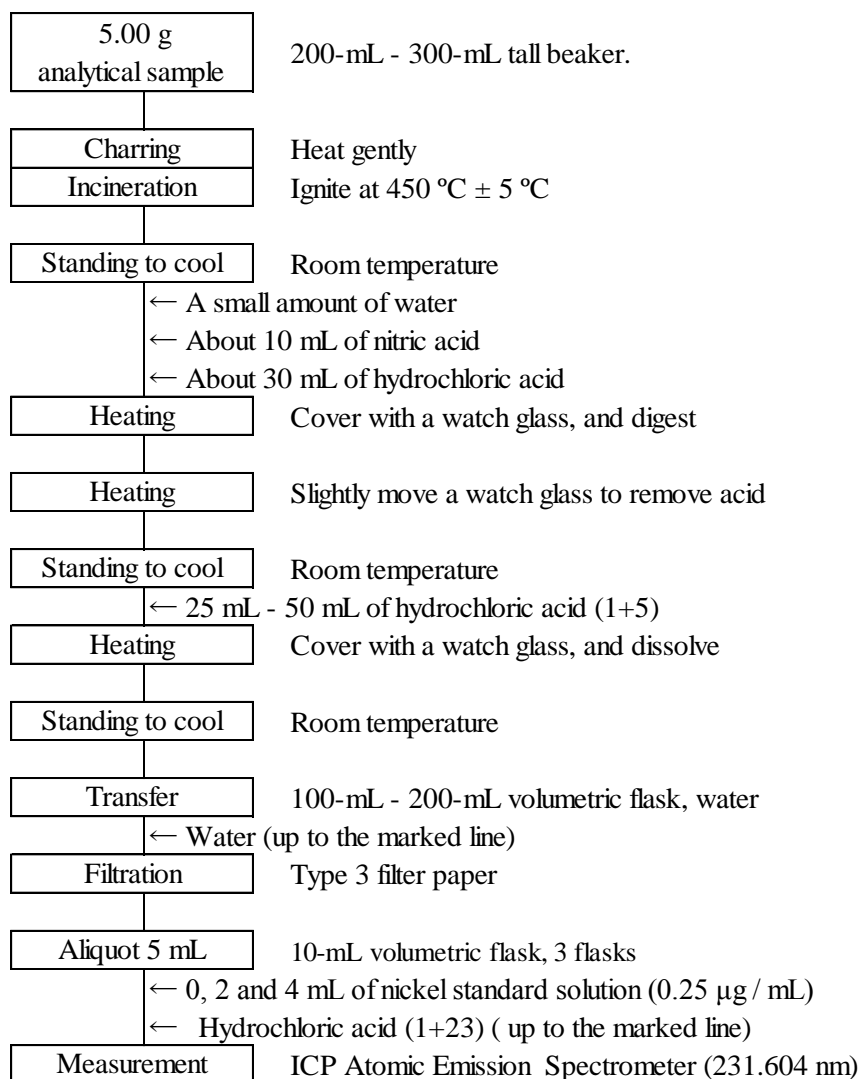 5.00 g
analytical sample
200-mL - 300-mL tall beaker.
Charring
Heat gently
Incineration
Ignite at 450 ºC ± 5 ºC
Standing to cool
Room temperature
← A small amount of water
← About 10 mL of nitric acid
← About 30 mL of hydrochloric acid
Heating
Cover with a watch glass, and digest
Heating
Slightly move a watch glass to remove acid
Standing to cool
Room temperature
← 25 mL - 50 mL of hydrochloric acid (1+5)
Heating
Cover with a watch glass, and dissolve
Standing to cool
Room temperature
Transfer
100-mL - 200-mL volumetric flask, water
← Water (up to the marked line)
Filtration
Type 3 filter paper
Aliquot 5 mL
10-mL volumetric flask, 3 flasks
← 0, 2 and 4 mL of nickel standard solution (0.25 µg / mL)
← Hydrochloric acid (1+23) ( up to the marked line)
Measurement
ICP Atomic Emission Spectrometer (231.604 nm)